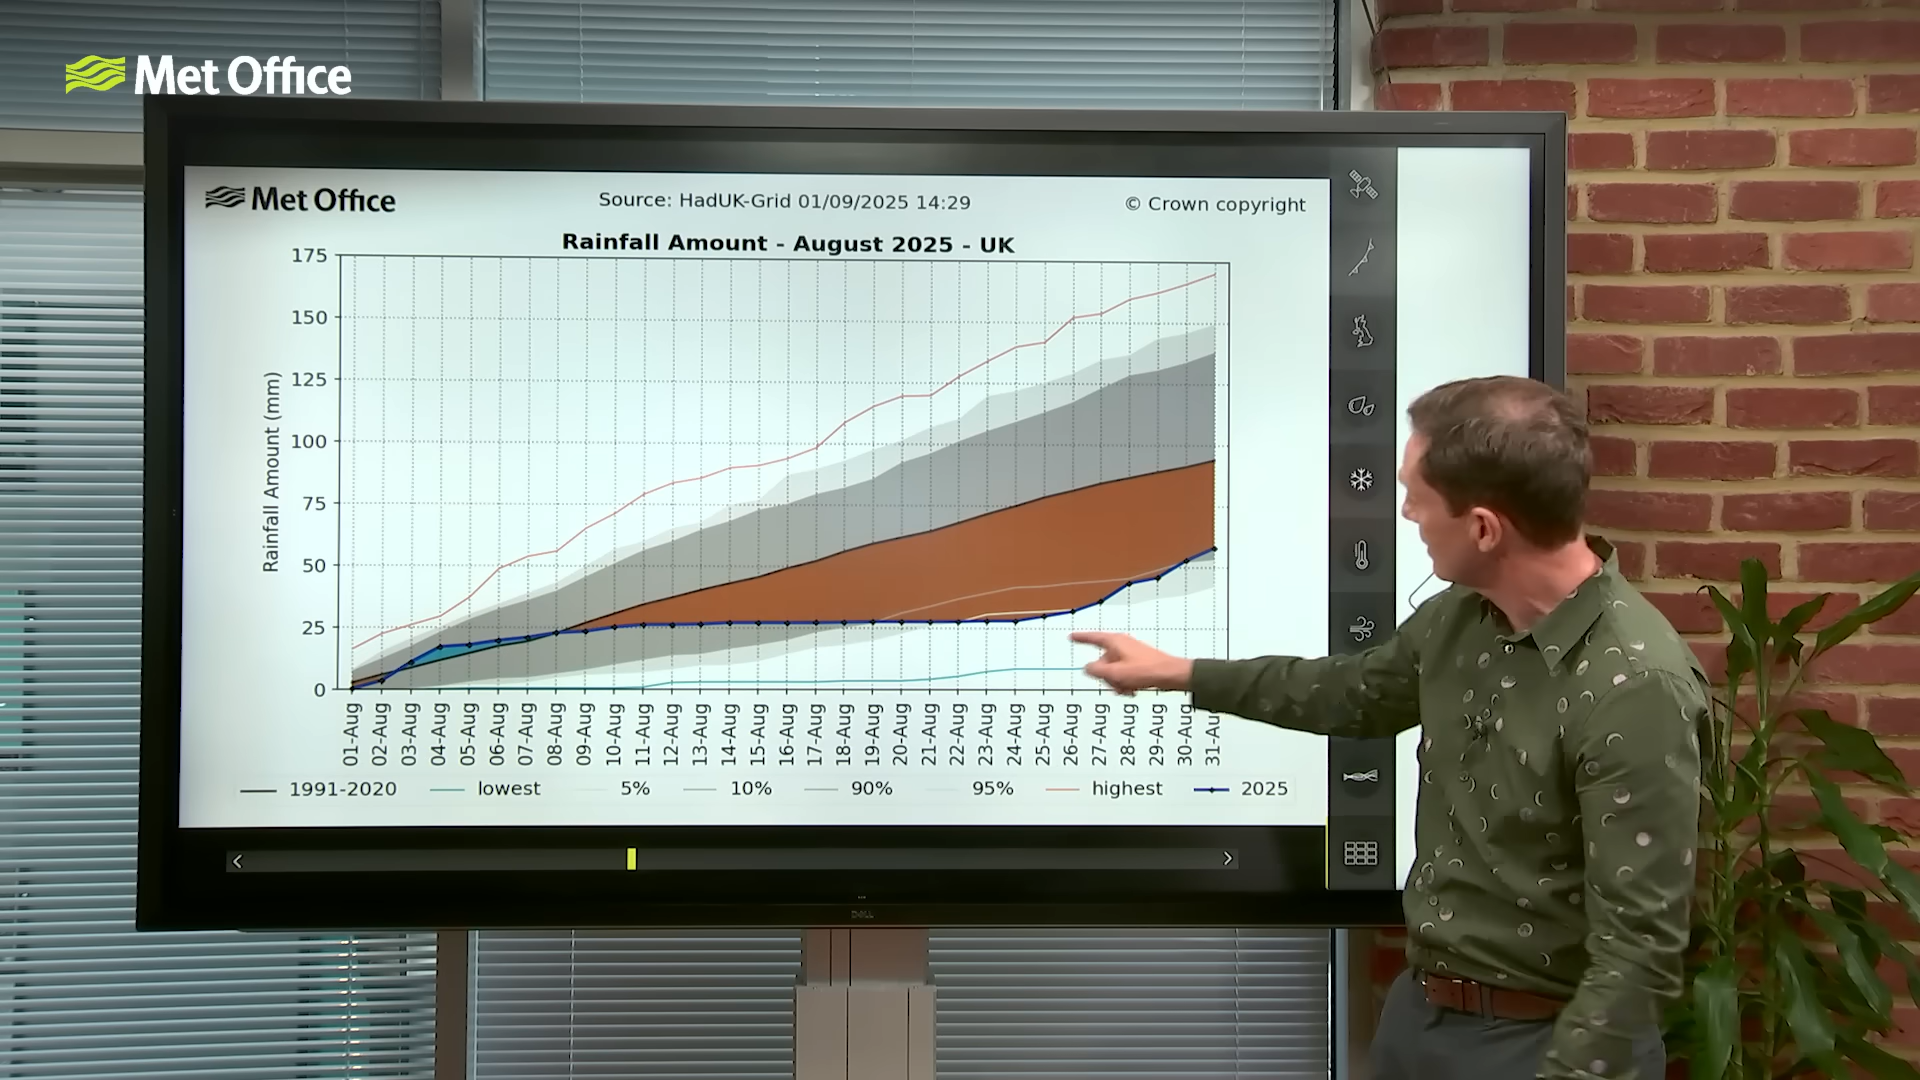 Met Office
Met Office
Source: HadUK-Grid 01/09/2025 14:29
© Crown copyright
Rainfall Amount - August 2025 - UK
175
150
125
100
75
50
25
0
Rainfall Amount (mm)
01-Aug
02-Aug
03-Aug
04-Aug
05-Aug
06-Aug
07-Aug
08-Aug
09-Aug
10-Aug
11-Aug
12-Aug
13-Aug
14-Aug
15-Aug
16-Aug
17-Aug
18-Aug
19-Aug
20-Aug
21-Aug
22-Aug
23-Aug
24-Aug
25-Aug
26-Aug
27-Aug
28-Aug
29-Aug
30-Aug
31-Au
1991-2020 lowest 5% 10% 90% 95% highest 2025
DELL